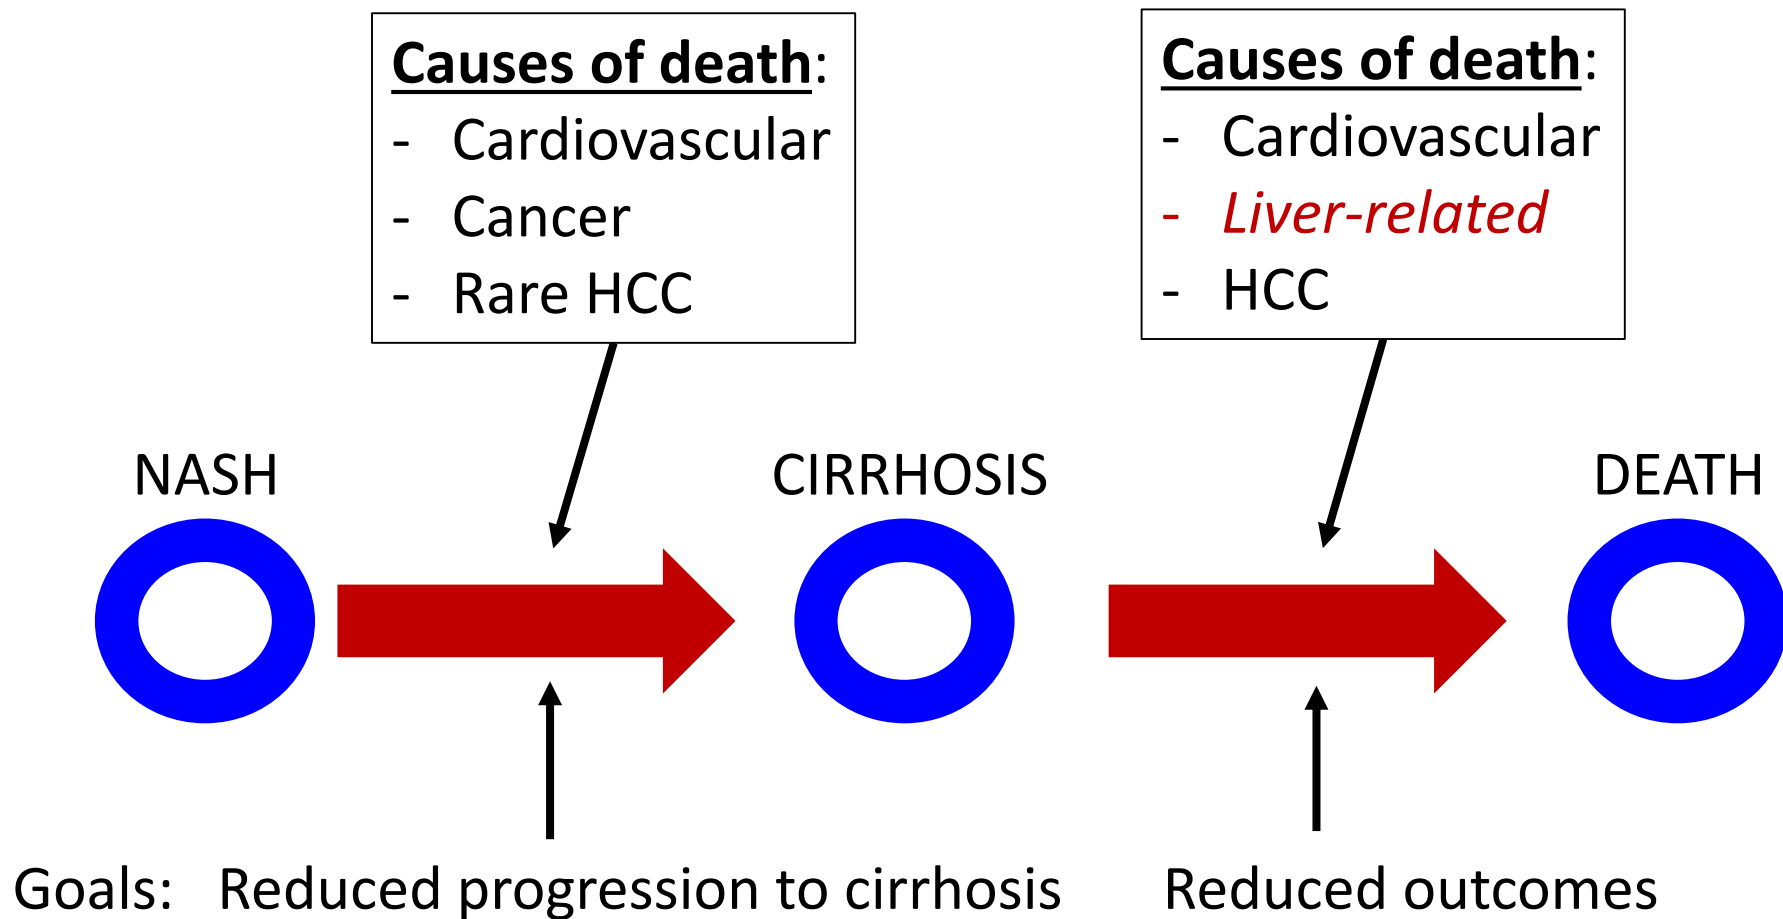 Causes of death:
- Cardiovascular
- Cancer
- Rare HCC
Causes of death:
- Cardiovascular
- Liver-related
- HCC
NASH
CIRRHOSIS
DEATH
Goals: Reduced progression to cirrhosis
Reduced outcomes